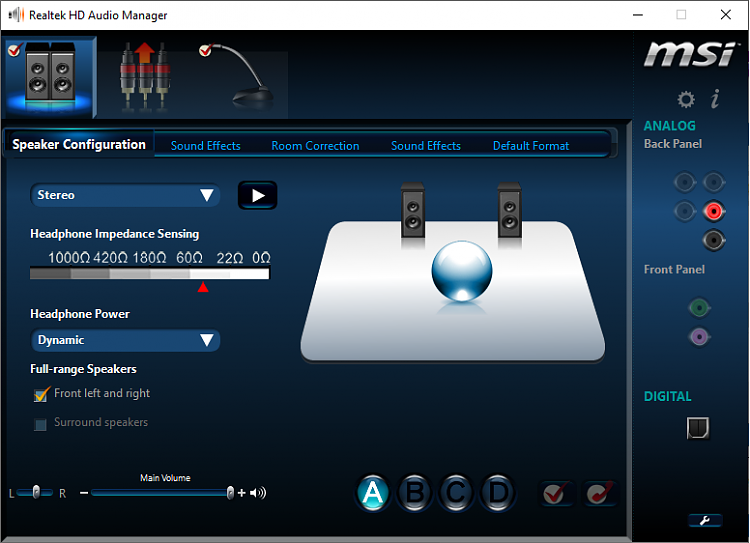 Realtek HD Audio Manager
msi
i
ANALOG
Back Panel
Speaker Configuration Sound Effects Room Correction Sound Effects Default Format
Stereo
Headphone Impedance Sensing
1000Ω 420Ω 180Ω 60Ω 22Ω 0Ω
Front Panel
Headphone Power
Dynamic
Full-range Speakers
Front left and right
Surround speakers
DIGITAL
Main Volume
L R - +
A B C D